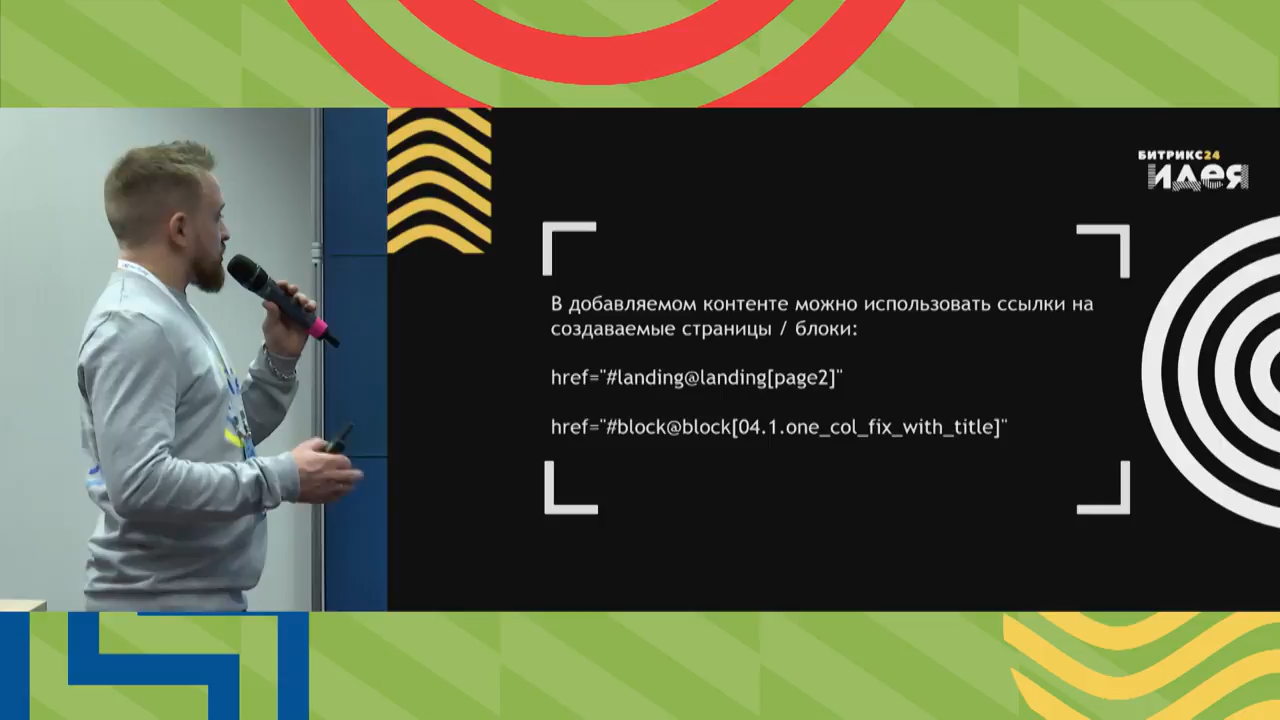 БИТРИКС24
идея
В добавляемом контенте можно использовать ссылки на
создаваемые страницы / блоки:
href="#landing@landing[page2]"
href="#block@block[04.1.one_col_fix_with_title]"